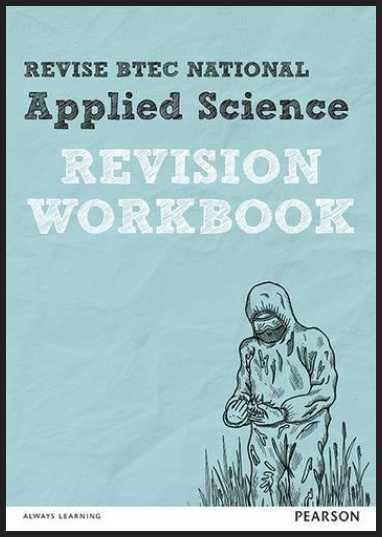 REVISE BTEC NATIONAL
Applied Science
REVISION
WORKBOOK
ALWAYS LEARNING
PEARSON